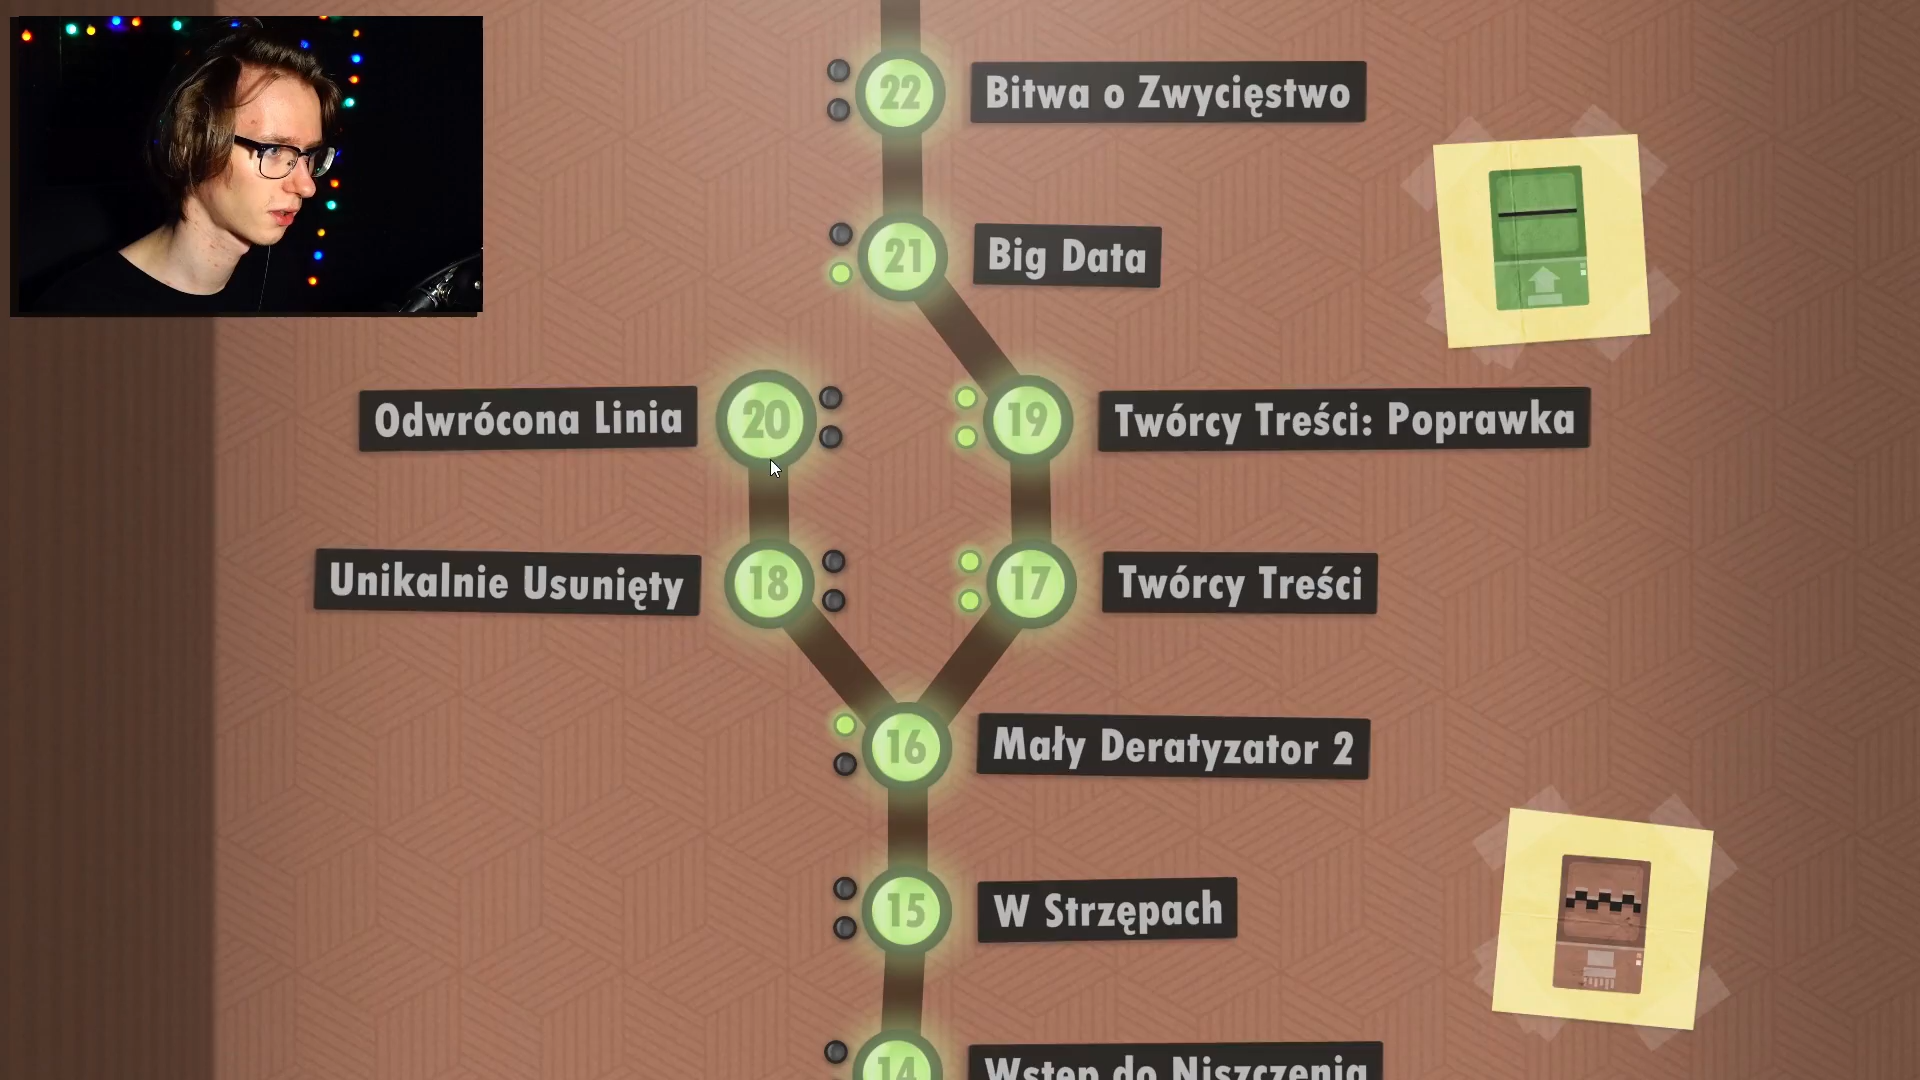 22 Bitwa o Zwycięstwo
21 Big Data
Odwrócona Linia 20
19 Twórcy Treści: Poprawka
Unikalnie Usunięty 18
17 Twórcy Treści
16 Mały Deratyzator 2
15 W Strzępach
14 Wstęp do Niszczenia